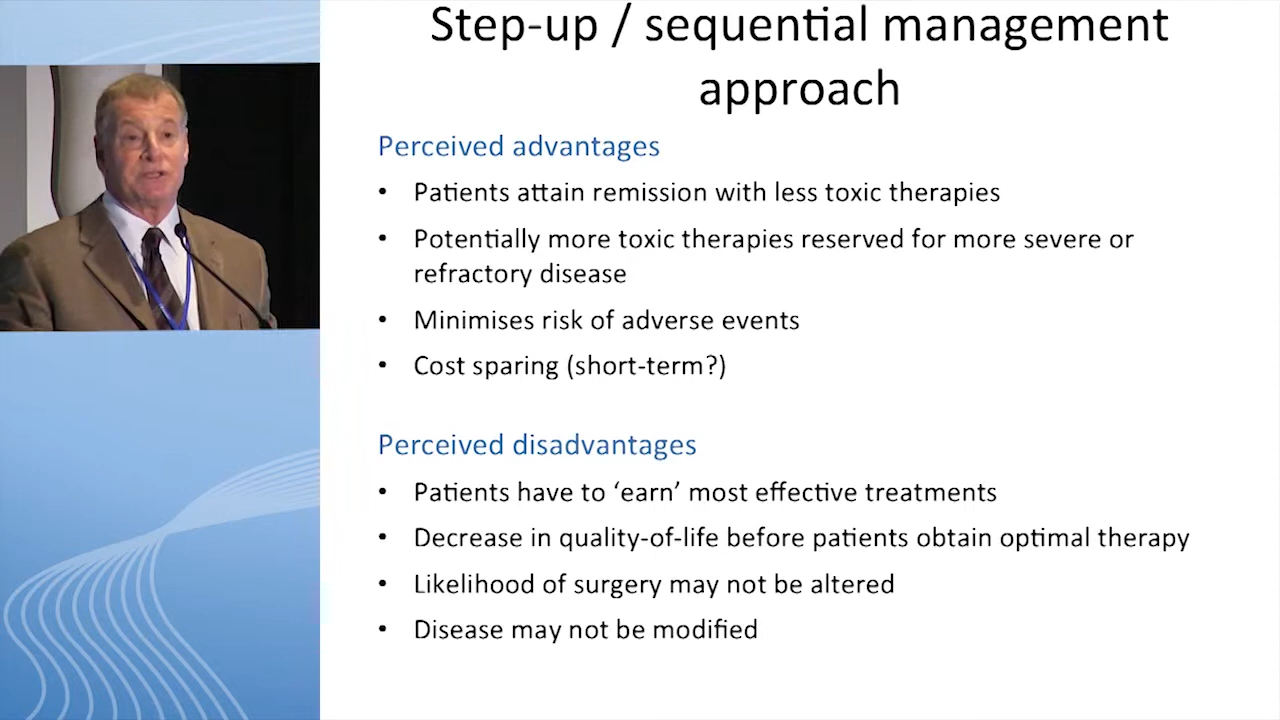 Step-up / sequential management
approach
Perceived advantages
• Patients attain remission with less toxic therapies
• Potentially more toxic therapies reserved for more severe or
refractory disease
• Minimises risk of adverse events
• Cost sparing (short-term?)
Perceived disadvantages
• Patients have to ‘earn’ most effective treatments
• Decrease in quality-of-life before patients obtain optimal therapy
• Likelihood of surgery may not be altered
• Disease may not be modified